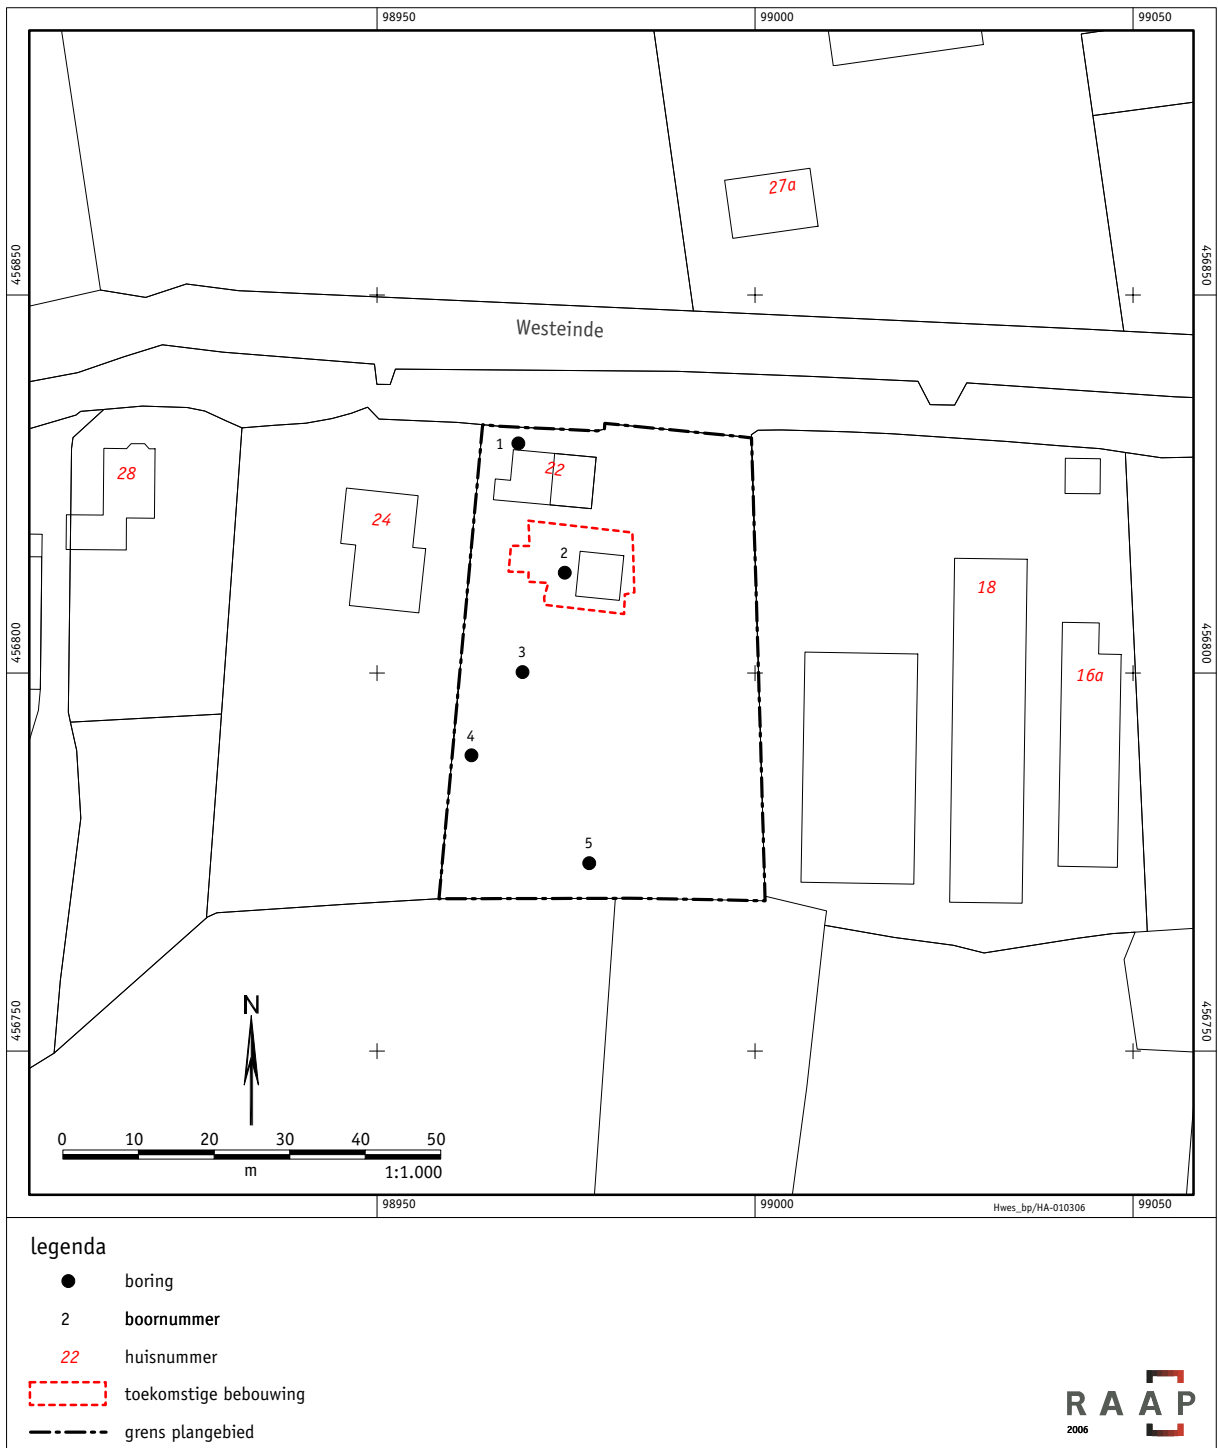 98950 99000 99050
27a
456850 456850
Westeinde
1
22
28
24
2
18
456800 456800
3
16a
4
5
N
456750 456750
0 10 20 30 40 50
m 1:1.000
98950 99000 99050
Hwes_bp/HA-010306
legenda
boring
2 boornummer
22 huisnummer
toekomstige bebouwing
grens plangebied
RAAP
2006